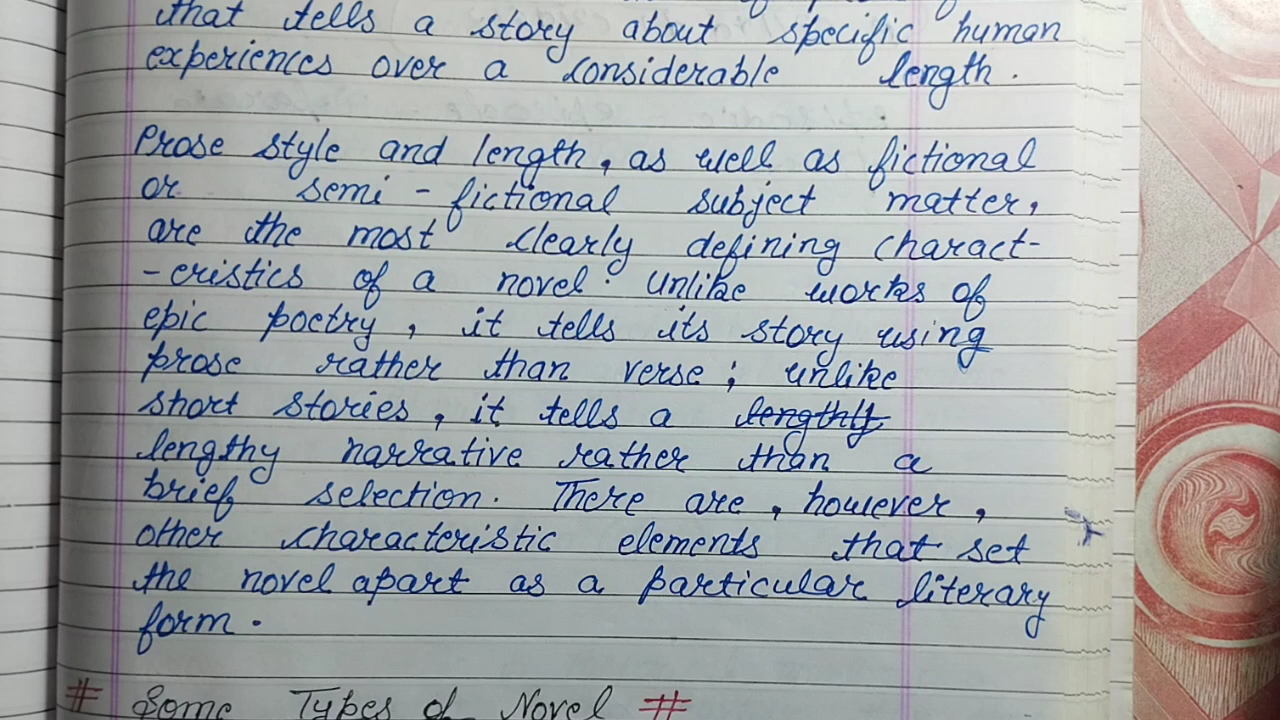 that tells a story about specific human
experiences over a considerable length.
Prose style and length, as well as fictional
or semi-fictional subject matter,
are the most clearly defining charact-
-eristics of a novel. Unlike works of
epic poetry, it tells its story using
prose rather than verse; unlike
short stories, it tells a lengthly
lengthy narrative rather than a
brief selection. There are, however,
other characteristic elements that set
the novel apart as a particular literary
form.
# Some Types of Novel #